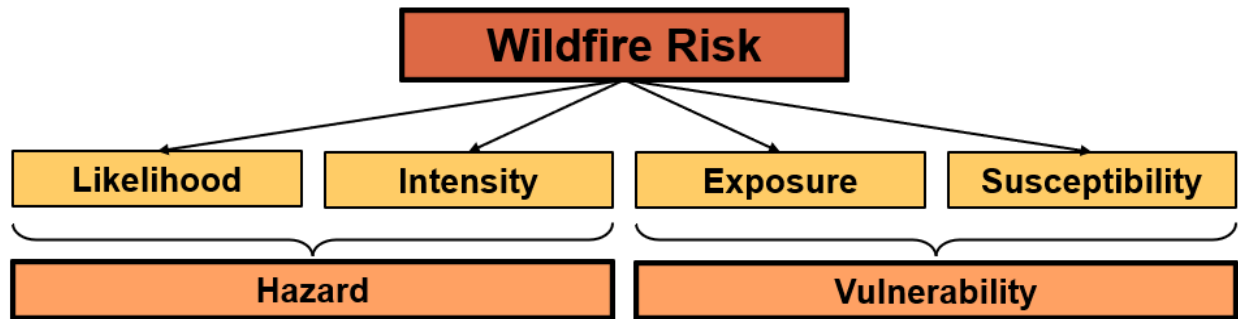 Wildfire Risk
Likelihood
Intensity
Exposure
Susceptibility
Hazard
Vulnerability